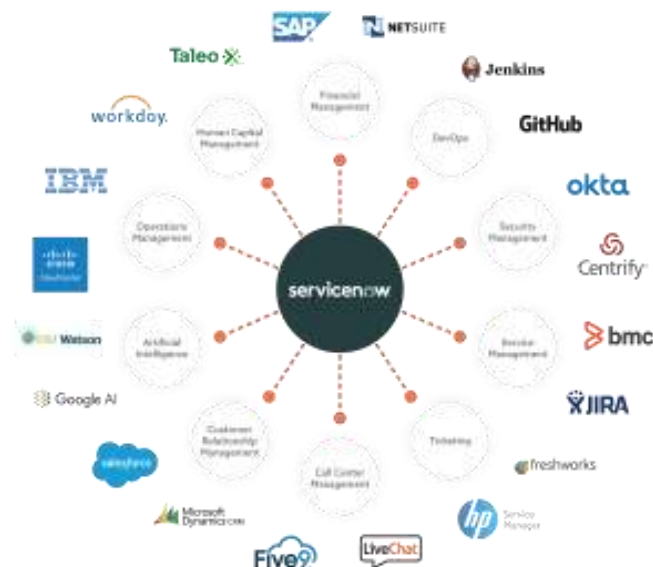 SAP
NETSUITE
Taleo
Jenkins
Financial
Management
workday.
Human Capital
Management
DevOps
GitHub
IBM
okta
Operations
Management
Security
Management
CISCO
Centrify
servicenow
Watson
Artificial
Intelligence
Service
Management
bmc
Google AI
JIRA
Customer
Relationship
Management
Ticketing
salesforce
Call Center
Management
freshworks
Microsoft
Dynamics CRM
hp
Service
Manager
Five9
LiveChat